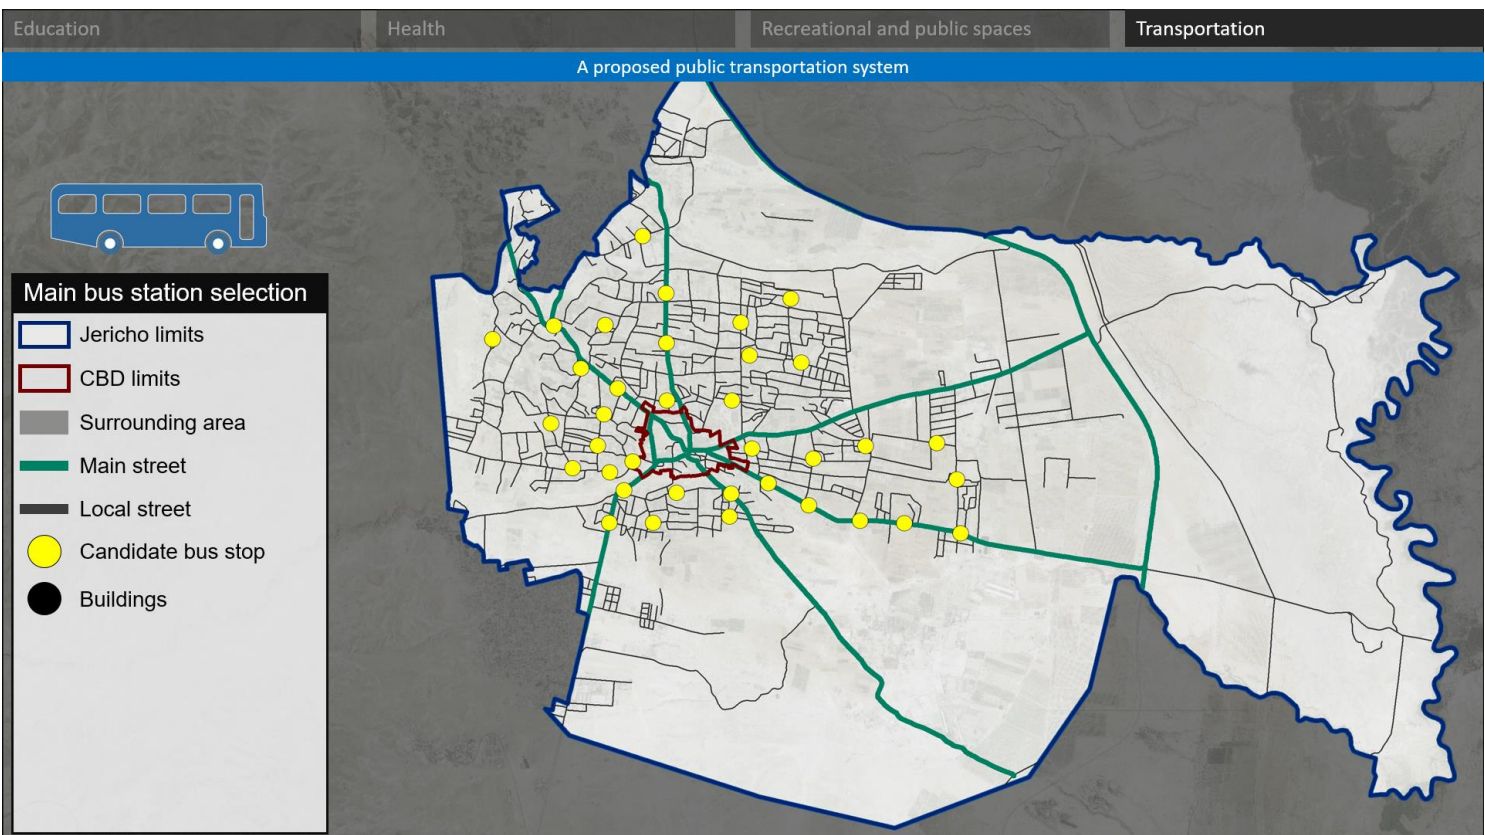 Education
Health
Recreational and public spaces
Transportation
A proposed public transportation system
Main bus station selection
Jericho limits
CBD limits
Surrounding area
Main street
Local street
Candidate bus stop
Buildings